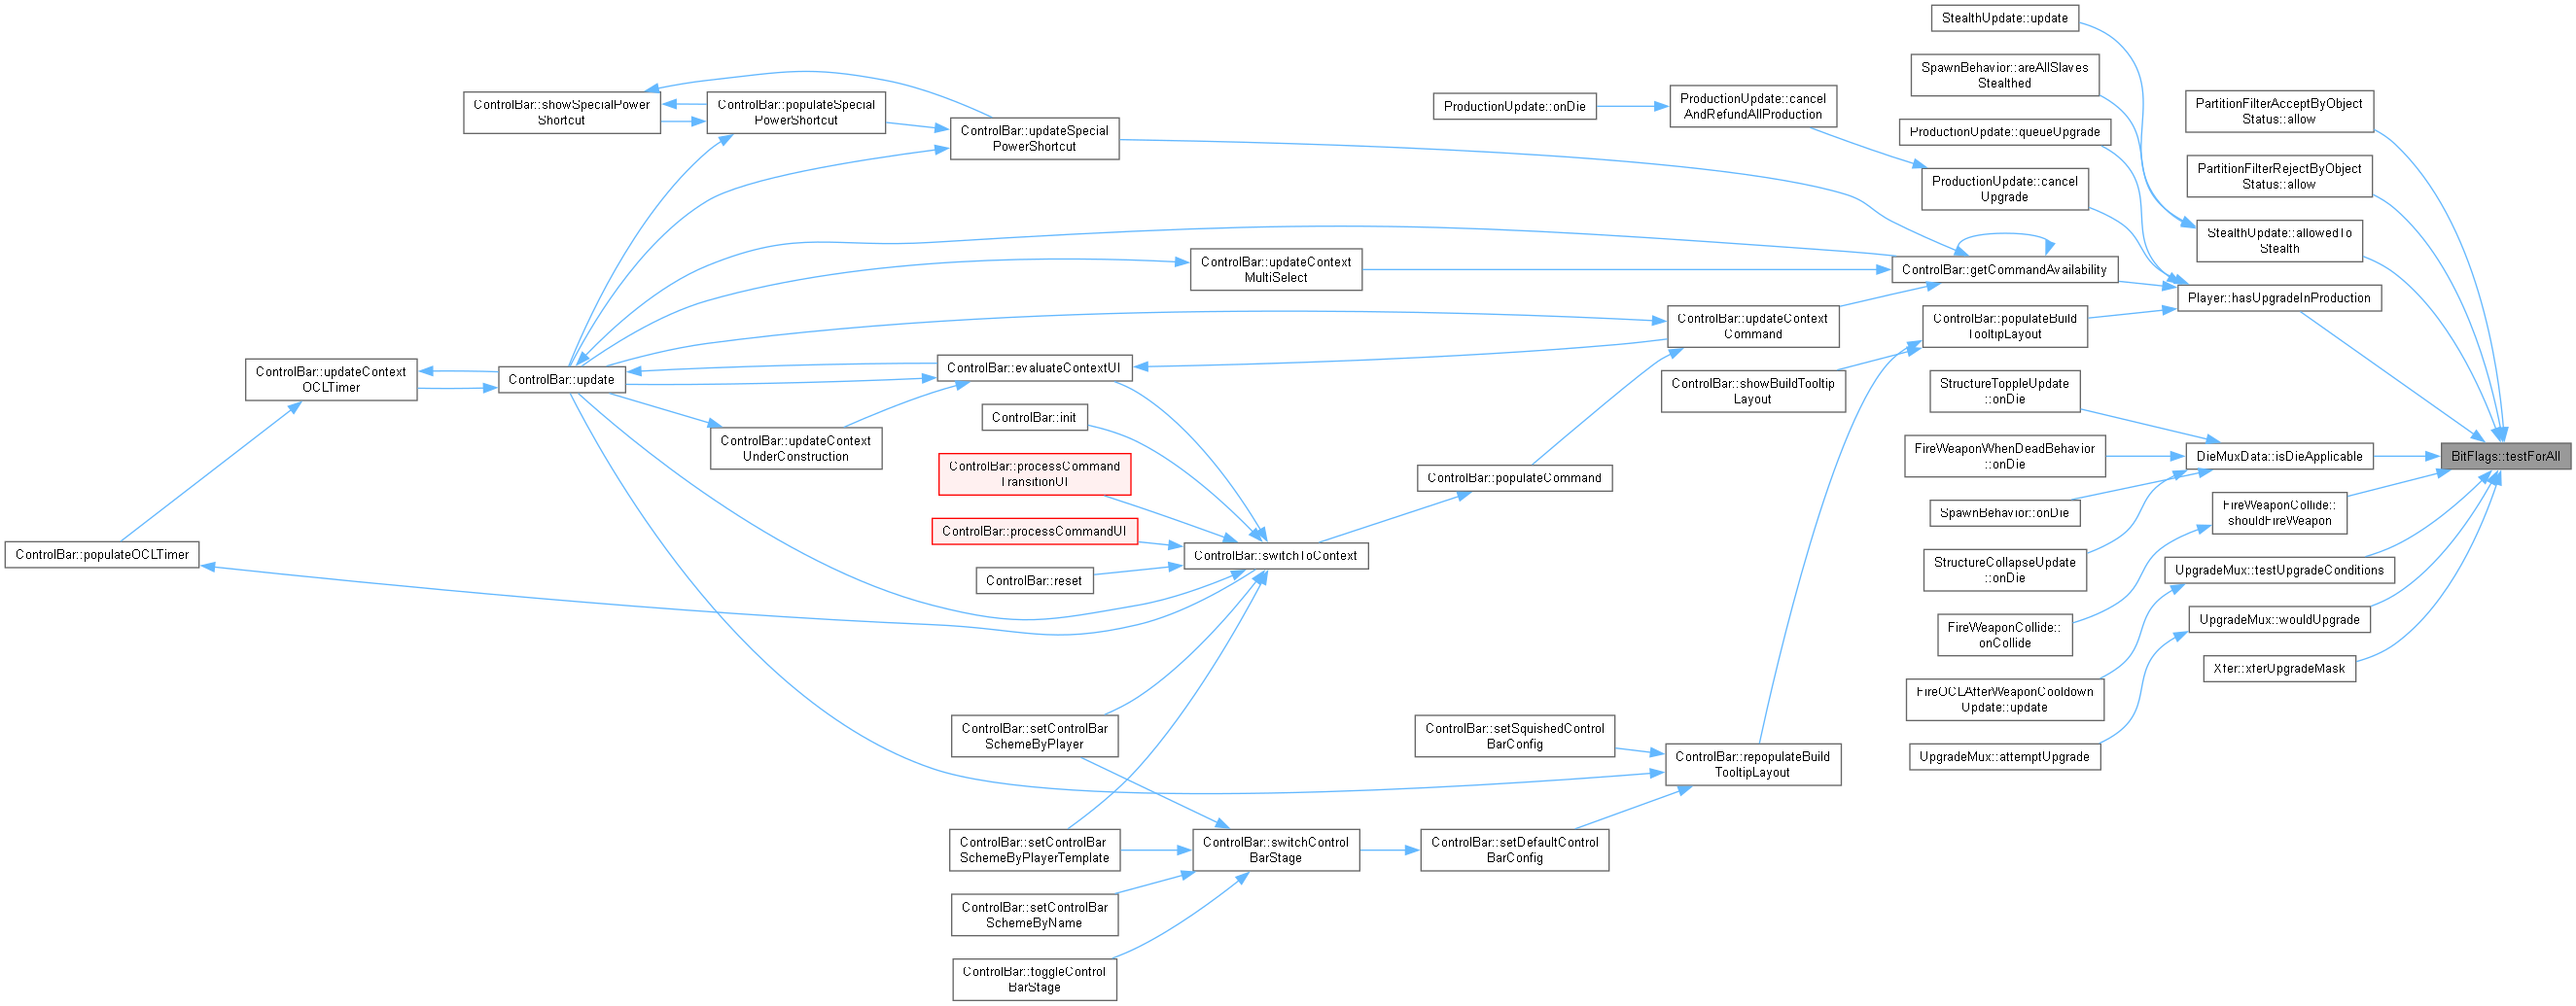 StealthUpdate::update
SpawnBehavior::areAllSlaves
Stealthed
ProductionUpdate::queueUpgrade
ProductionUpdate::cancel
Upgrade
ProductionUpdate::cancel
AndRefundAllProduction
ProductionUpdate::onDie
PartitionFilterAcceptByObject
Status::allow
PartitionFilterRejectByObject
Status::allow
StealthUpdate::allowedTo
Stealth
Player::hasUpgradeInProduction
ControlBar::showSpecialPower
Shortcut
ControlBar::populateSpecial
PowerShortcut
ControlBar::updateSpecial
PowerShortcut
ControlBar::updateContext
MultiSelect
ControlBar::getCommandAvailability
ControlBar::updateContext
Command
ControlBar::populateBuild
TooltipLayout
ControlBar::showBuildTooltip
Layout
ControlBar::updateContext
OCLTimer
ControlBar::update
ControlBar::evaluateContextUI
ControlBar::init
ControlBar::updateContext
UnderConstruction
ControlBar::processCommand
TransitionUI
ControlBar::processCommandUI
ControlBar::reset
ControlBar::switchToContext
ControlBar::populateCommand
ControlBar::populateOCLTimer
StructureToppleUpdate
::onDie
FireWeaponWhenDeadBehavior
::onDie
SpawnBehavior::onDie
StructureCollapseUpdate
::onDie
DieMuxData::isDieApplicable
BitFlags::testForAll
FireWeaponCollide::
shouldFireWeapon
UpgradeMux::testUpgradeConditions
UpgradeMux::wouldUpgrade
Xfer::xferUpgradeMask
FireWeaponCollide::
onCollide
FireOCLAfterWeaponCooldown
Update::update
UpgradeMux::attemptUpgrade
ControlBar::setControlBar
SchemeByPlayer
ControlBar::setSquishedControl
BarConfig
ControlBar::repopulateBuild
TooltipLayout
ControlBar::setControlBar
SchemeByPlayerTemplate
ControlBar::switchControl
BarStage
ControlBar::setDefaultControl
BarConfig
ControlBar::setControlBar
SchemeByName
ControlBar::toggleControl
BarStage